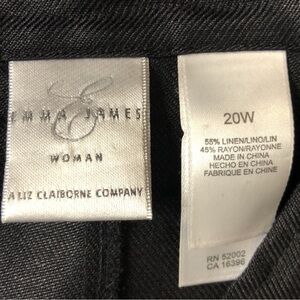 E
EMMA JAMES
WOMAN
A LIZ CLAIBORNE COMPANY
20W
55% LINEN/LINO/LIN
45% RAYON/RAYONNE
MADE IN CHINA
HECHO EN CHINA
FABRIQUE EN CHINE
RN 52002
CA 16396